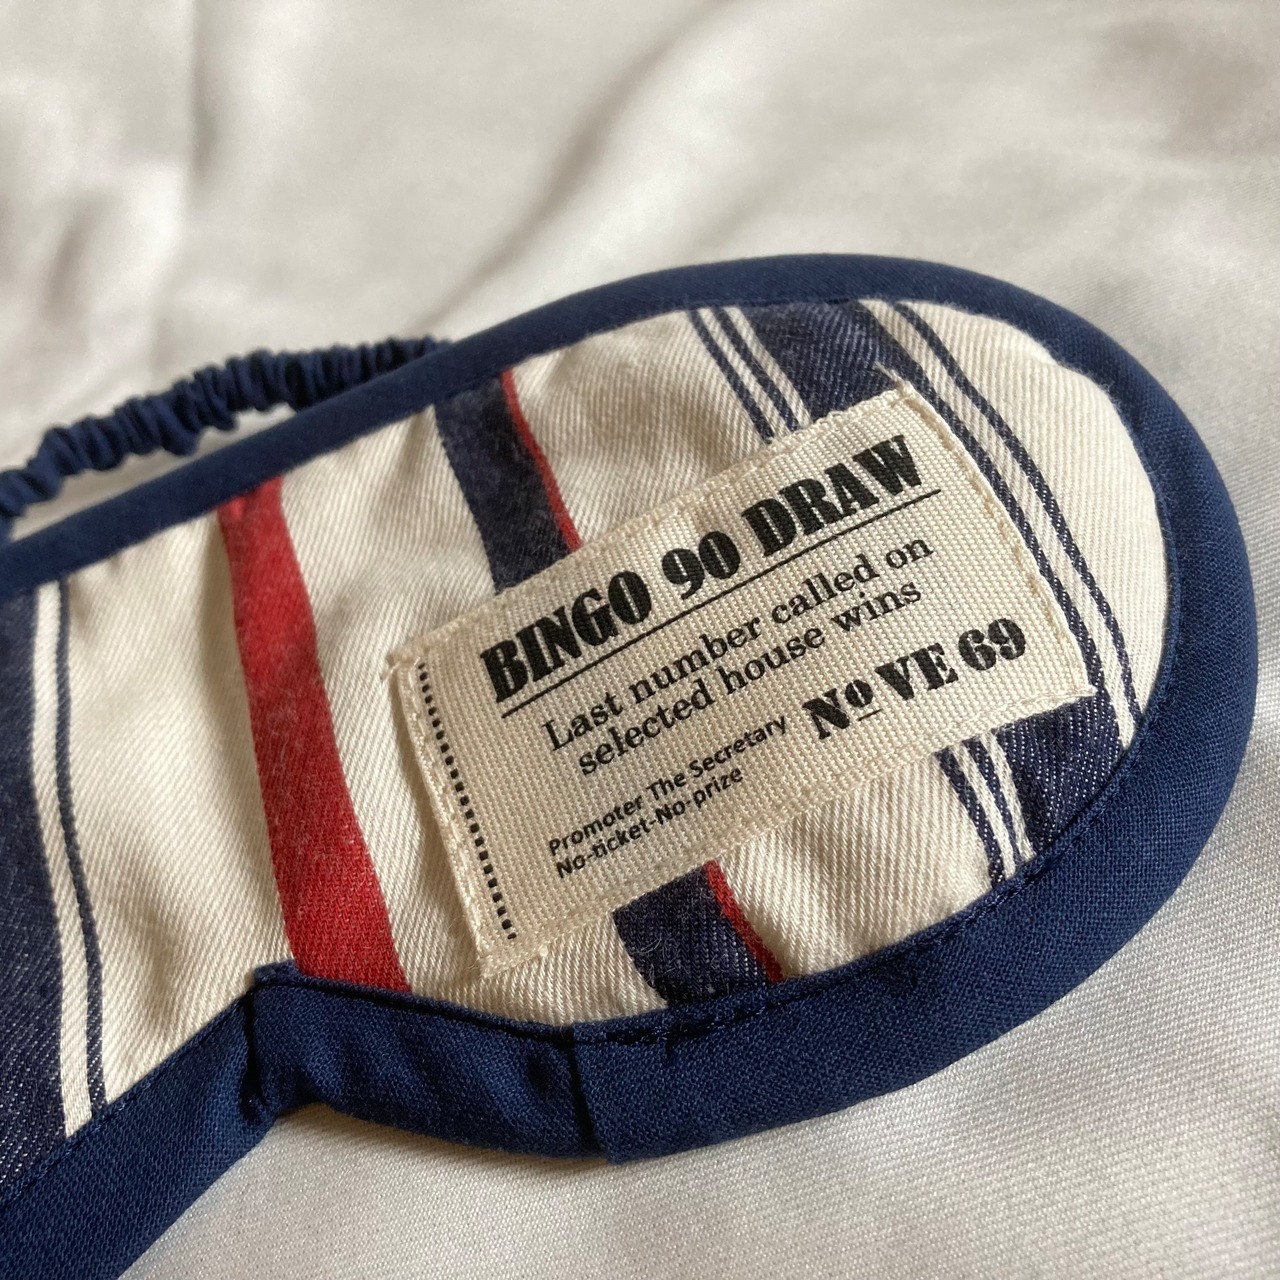 BINGO 90 DRAW
Last number called on
selected house wins
Promoter The Secretary
No-ticket-No-prize
No VE 69